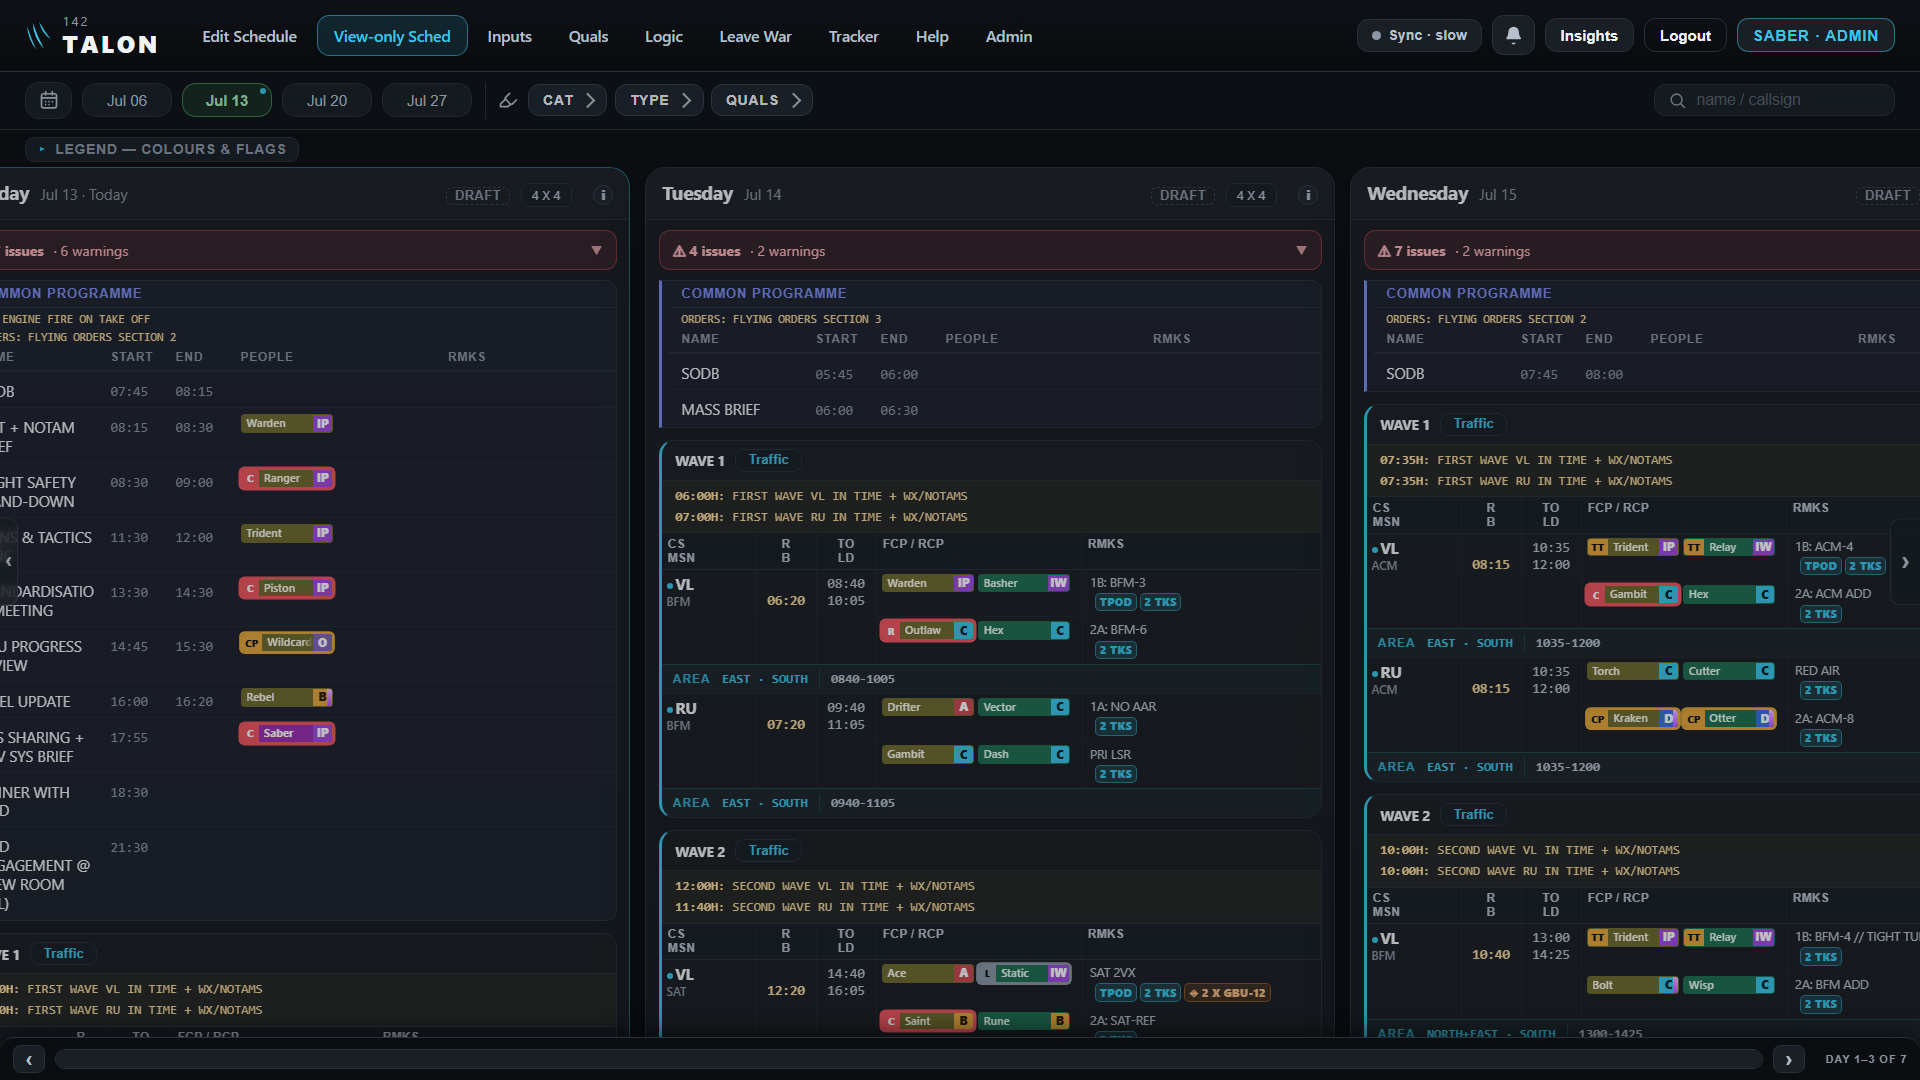 142
TALON
Edit Schedule
View-only Sched
Inputs
Quals
Logic
Leave War
Tracker
Help
Admin
Sync · slow
Insights
Logout
SABER · ADMIN
Jul 06
Jul 13
Jul 20
Jul 27
CAT
TYPE
QUALS
name / callsign
LEGEND — COLOURS & FLAGS
day Jul 13 · Today
DRAFT
4 X 4
issues · 6 warnings
MMON PROGRAMME
ENGINE FIRE ON TAKE OFF
ERS: FLYING ORDERS SECTION 2
ME START END PEOPLE RMKS
DB 07:45 08:15
T + NOTAM
EF
08:15 08:30 Warden IP
GHT SAFETY
AND-DOWN
08:30 09:00 C Ranger IP
NS & TACTICS
11:30 12:00 Trident IP
NDARDISATIO
MEETING
13:30 14:30 C Piston IP
U PROGRESS
VIEW
14:45 15:30 CP Wildcard O
EL UPDATE 16:00 16:20 Rebel B
S SHARING +
V SYS BRIEF
17:55 C Saber IP
NER WITH
D
18:30
D
GAGEMENT @
EW ROOM
L)
21:30
VE 1 Traffic
0H: FIRST WAVE VL IN TIME + WX/NOTAMS
0H: FIRST WAVE RU IN TIME + WX/NOTAMS
R TO FCP/RCP RMKS
Tuesday Jul 14
DRAFT
4 X 4
4 issues · 2 warnings
COMMON PROGRAMME
ORDERS: FLYING ORDERS SECTION 3
NAME START END PEOPLE RMKS
SODB 05:45 06:00
MASS BRIEF 06:00 06:30
WAVE 1 Traffic
06:00H: FIRST WAVE VL IN TIME + WX/NOTAMS
07:00H: FIRST WAVE RU IN TIME + WX/NOTAMS
CS R TO FCP / RCP RMKS
MSN B LD
VL 08:40 Warden IP Basher IW 1B: BFM-3
BFM 06:20 10:05 TPOD 2 TKS
R Outlaw C Hex C 2A: BFM-6
2 TKS
AREA EAST · SOUTH 0840-1005
RU 09:40 Drifter A Vector C 1A: NO AAR
BFM 07:20 11:05 2 TKS
Gambit C Dash C PRI LSR
2 TKS
AREA EAST · SOUTH 0940-1105
WAVE 2 Traffic
12:00H: SECOND WAVE VL IN TIME + WX/NOTAMS
11:40H: SECOND WAVE RU IN TIME + WX/NOTAMS
CS R TO FCP / RCP RMKS
MSN B LD
VL 14:40 Ace A L Static IW SAT 2VX
SAT 12:20 16:05 TPOD 2 TKS 2 X GBU-12
C Saint B Rune B 2A: SAT-REF
Wednesday Jul 15
DRAFT
7 issues · 2 warnings
COMMON PROGRAMME
ORDERS: FLYING ORDERS SECTION 2
NAME START END PEOPLE RMKS
SODB 07:45 08:00
WAVE 1 Traffic
07:35H: FIRST WAVE VL IN TIME + WX/NOTAMS
07:35H: FIRST WAVE RU IN TIME + WX/NOTAMS
CS R TO FCP / RCP RMKS
MSN B LD
VL 10:35 TT Trident IP TT Relay IW 1B: ACM-4
ACM 08:15 12:00 TPOD 2 TKS
C Gambit C Hex C 2A: ACM ADD
2 TKS
AREA EAST · SOUTH 1035-1200
RU 10:35 Torch C Cutter C RED AIR
ACM 08:15 12:00 2 TKS
CP Kraken D CP Otter D 2A: ACM-8
2 TKS
AREA EAST · SOUTH 1035-1200
WAVE 2 Traffic
10:00H: SECOND WAVE VL IN TIME + WX/NOTAMS
10:00H: SECOND WAVE RU IN TIME + WX/NOTAMS
CS R TO FCP / RCP RMKS
MSN B LD
VL 13:00 TT Trident IP TT Relay IW 1B: BFM-4 // TIGHT TU
BFM 10:40 14:25 2 TKS
Bolt C Wisp C 2A: BFM ADD
2 TKS
AREA NORTH+EAST · SOUTH 1300-1425
DAY 1–3 OF 7